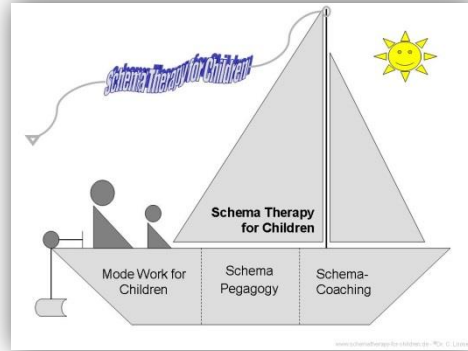 Schema Therapy for Children!
Schema Therapy
for Children
Mode Work for
Children
Schema
Pegagogy
Schema-
Coaching